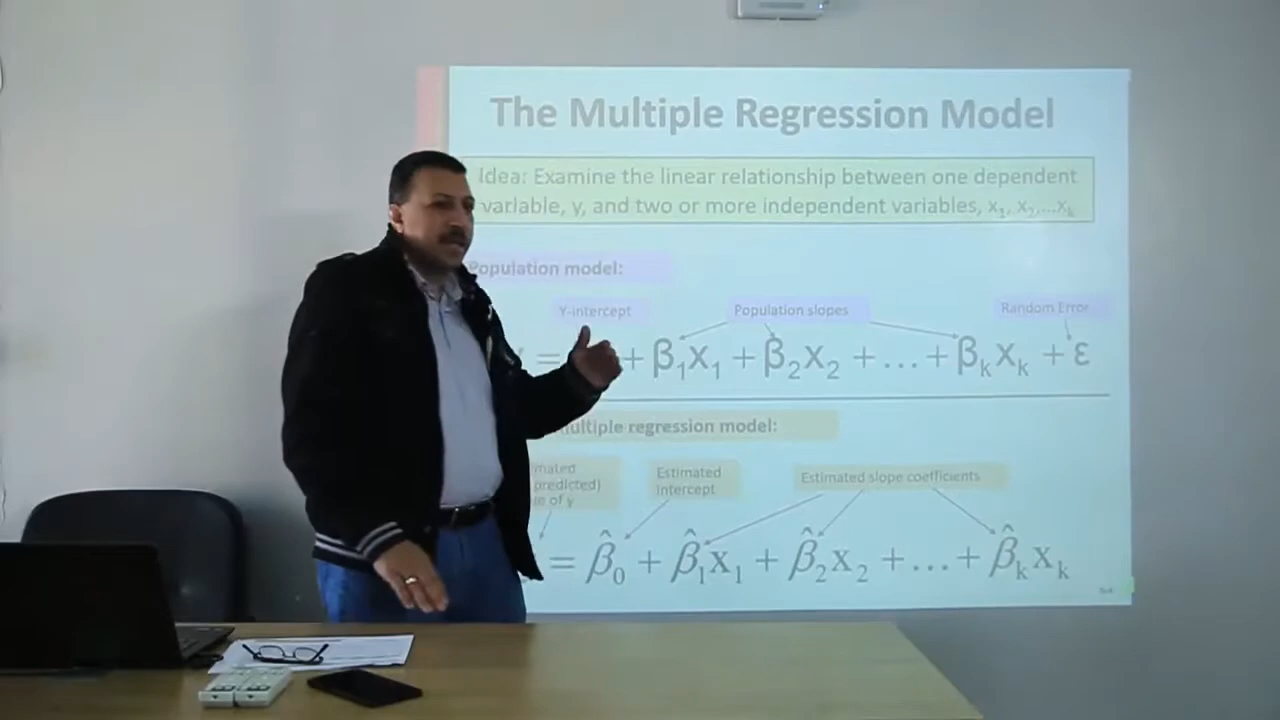 The Multiple Regression Model
Idea: Examine the linear relationship between one dependent
variable, y, and two or more independent variables, x₁, x₂,...xₖ
Population model:
Y-intercept Population slopes Random Error
= + β₁x₁ + β₂x₂ + ... + βₖxₖ + ε
multiple regression model:
predicted) of y
Estimated intercept
Estimated slope coefficients
= β̂₀ + β̂₁x₁ + β̂₂x₂ + ... + β̂ₖxₖ